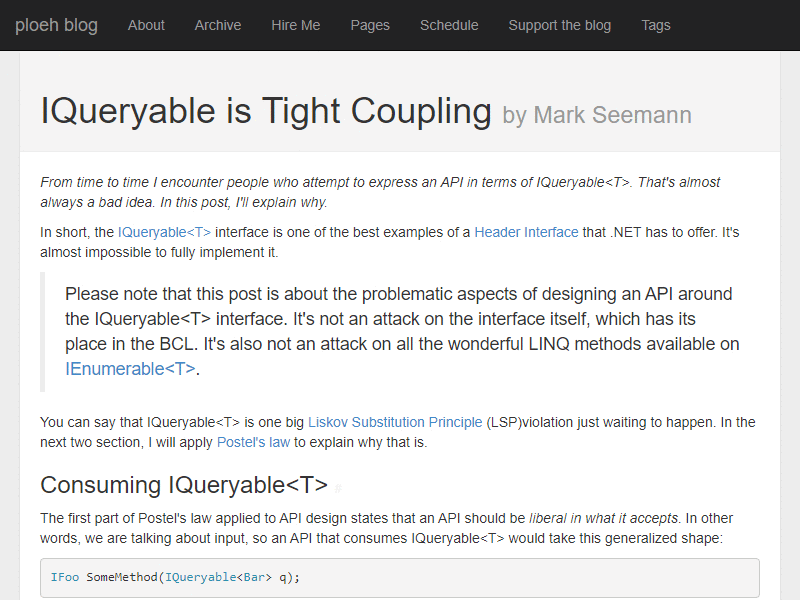 ploeh blog About Archive Hire Me Pages Schedule Support the blog Tags
IQueryable is Tight Coupling by Mark Seemann
From time to time I encounter people who attempt to express an API in terms of IQueryable<T>. That's almost
always a bad idea. In this post, I'll explain why.
In short, the IQueryable<T> interface is one of the best examples of a Header Interface that .NET has to offer. It's
almost impossible to fully implement it.
Please note that this post is about the problematic aspects of designing an API around
the IQueryable<T> interface. It's not an attack on the interface itself, which has its
place in the BCL. It's also not an attack on all the wonderful LINQ methods available on
IEnumerable<T>.
You can say that IQueryable<T> is one big Liskov Substitution Principle (LSP)violation just waiting to happen. In the
next two section, I will apply Postel's law to explain why that is.
Consuming IQueryable<T> #
The first part of Postel's law applied to API design states that an API should be liberal in what it accepts. In other
words, we are talking about input, so an API that consumes IQueryable<T> would take this generalized shape:
IFoo SomeMethod(IQueryable<Bar> q);